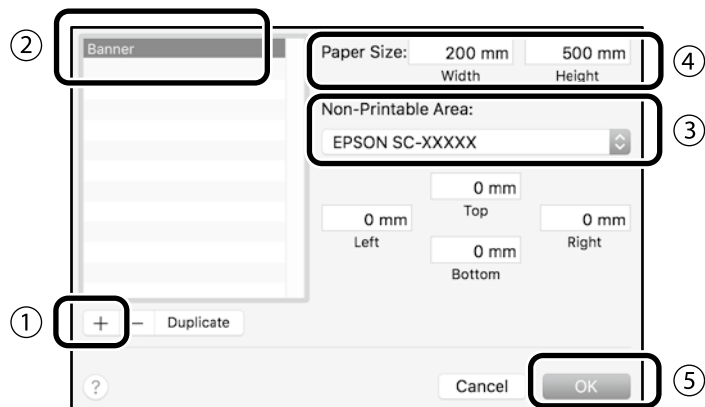 ② Banner
Paper Size: 200 mm 500 mm ④
Width Height
Non-Printable Area:
EPSON SC-XXXXX ③
0 mm
Top
0 mm 0 mm
Left Right
0 mm
Bottom
① + − Duplicate
? Cancel OK ⑤